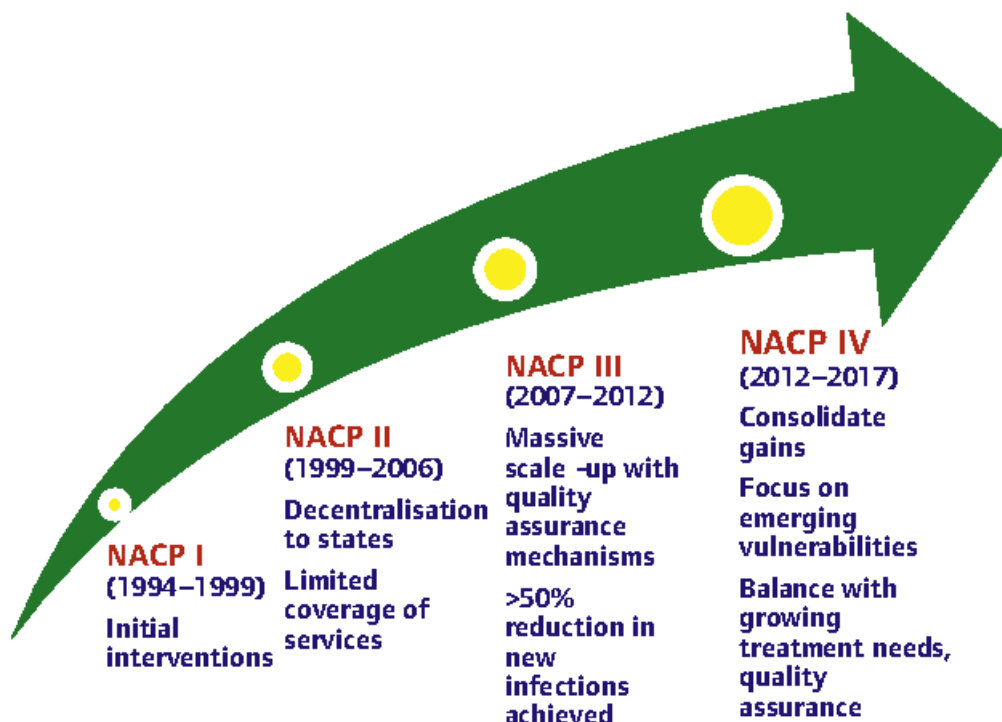 NACP I
(1994–1999)
Initial
interventions
NACP II
(1999–2006)
Decentralisation
to states
Limited
coverage of
services
NACP III
(2007–2012)
Massive
scale –up with
quality
assurance
mechanisms
>50%
reduction in
new
infections
achieved
NACP IV
(2012–2017)
Consolidate
gains
Focus on
emerging
vulnerabilities
Balance with
growing
treatment needs,
quality
assurance